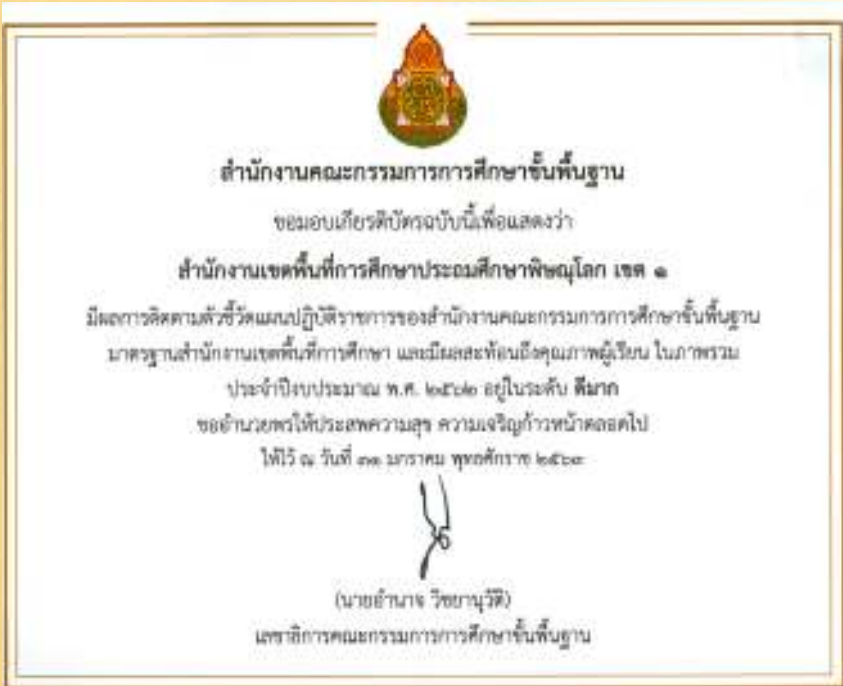 สำนักงานคณะกรรมการการศึกษาขั้นพื้นฐาน
ขอมอบเกียรติบัตรฉบับนี้เพื่อแสดงว่า
สำนักงานเขตพื้นที่การศึกษาประถมศึกษาพิษณุโลก เขต ๑
มีผลการติดตามตัวชี้วัดแผนปฏิบัติราชการของสำนักงานคณะกรรมการการศึกษาขั้นพื้นฐาน
มาตรฐานสำนักงานเขตพื้นที่การศึกษา และมีผลสะท้อนถึงคุณภาพผู้เรียน ในภาพรวม
ประจำปีงบประมาณ พ.ศ. ๒๕๖๒ อยู่ในระดับ ดีมาก
ขออำนวยพรให้ประสพความสุข ความเจริญก้าวหน้าตลอดไป
ให้ไว้ ณ วันที่ ๓๑ มกราคม พุทธศักราช
(นายอำนาจ วิชยานุวัติ)
เลขาธิการคณะกรรมการการศึกษาขั้นพื้นฐาน